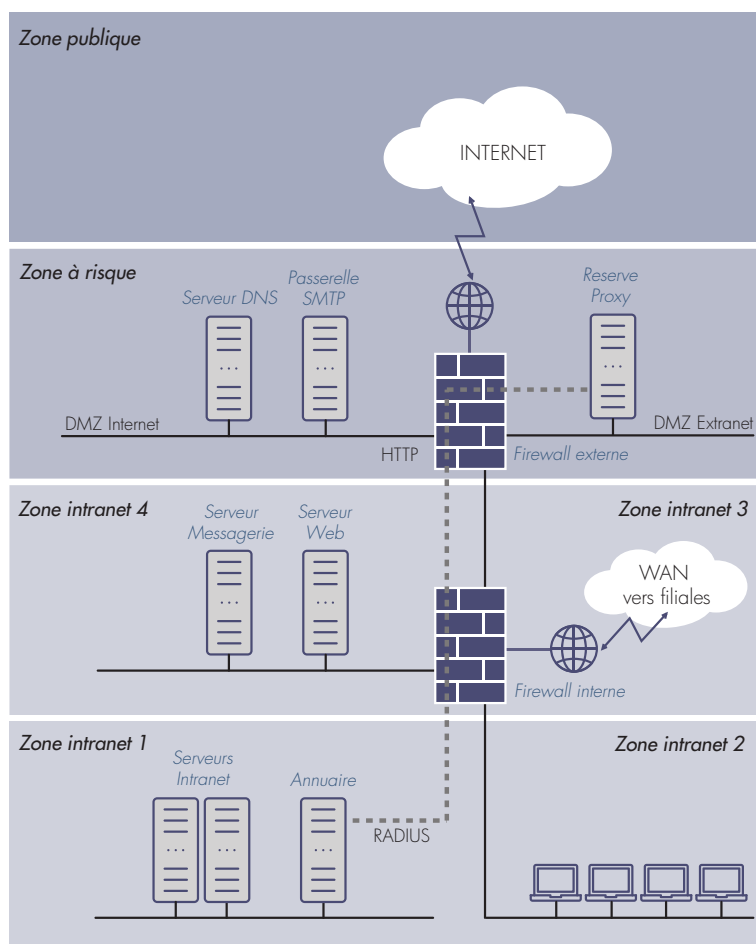 Zone publique
INTERNET
Zone à risque
Serveur DNS
Passerelle
SMTP
Reserve
Proxy
DMZ Internet
DMZ Extranet
HTTP
Firewall externe
Zone intranet 4
Serveur
Messagerie
Serveur
Web
Zone intranet 3
WAN
vers filiales
Firewall interne
Zone intranet 1
Serveurs
Intranet
Annuaire
RADIUS
Zone intranet 2